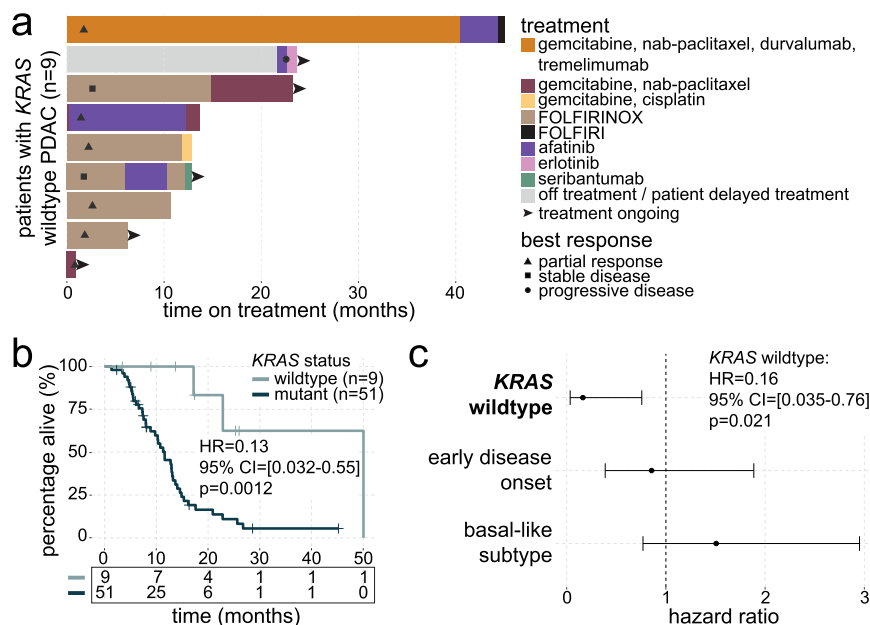 a
patients with KRAS
wildtype PDAC (n=9)
0 10 20 30 40
time on treatment (months)
treatment
gemcitabine, nab-paclitaxel, durvalumab,
tremelimumab
gemcitabine, nab-paclitaxel
gemcitabine, cisplatin
FOLFIRINOX
FOLFIRI
afatinib
erlotinib
seribantumab
off treatment / patient delayed treatment
treatment ongoing
best response
partial response
stable disease
progressive disease
b
percentage alive (%)
100
75
50
25
0
KRAS status
wildtype (n=9)
mutant (n=51)
HR=0.13
95% CI=[0.032-0.55]
p=0.0012
0 10 20 30 40 50
9 7 4 1 1 1
51 25 6 1 1 0
time (months)
c
KRAS
wildtype
early disease
onset
basal-like
subtype
KRAS wildtype:
HR=0.16
95% CI=[0.035-0.76]
p=0.021
0 1 2 3
hazard ratio